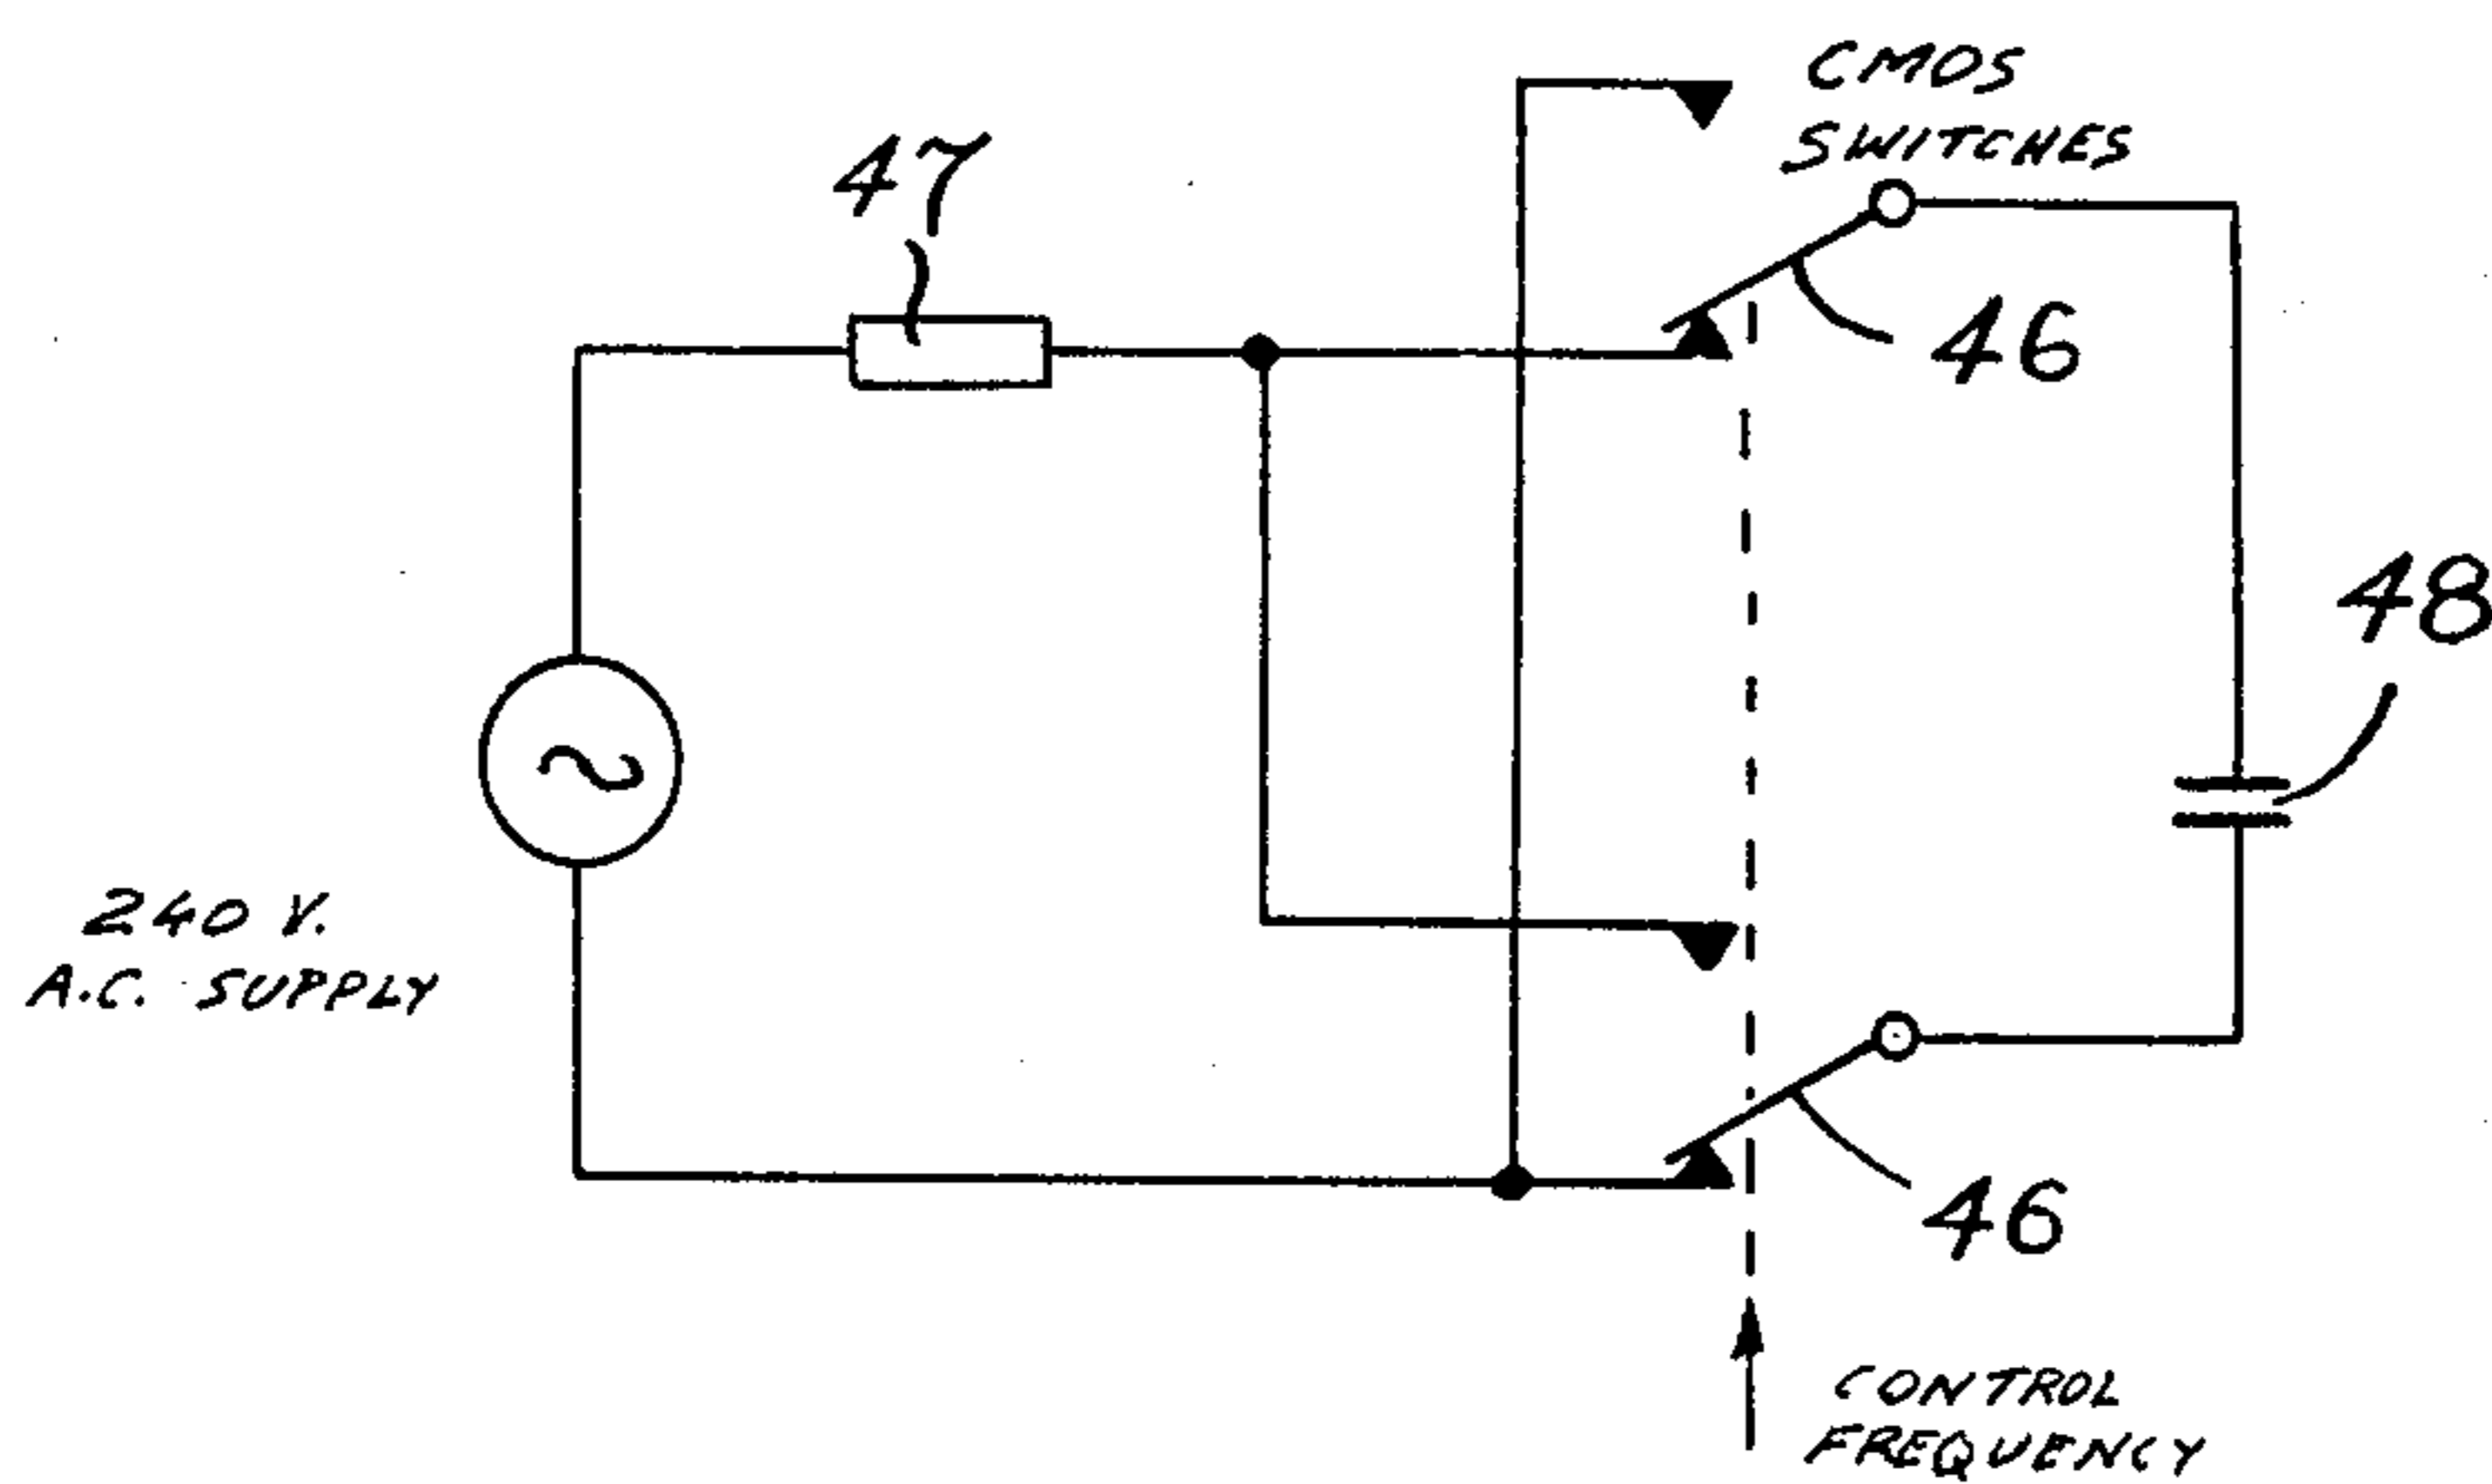 CMOS
SWITCHES
47
46
48
240 V.
A.C. SUPPLY
46
CONTROL
FREQUENCY